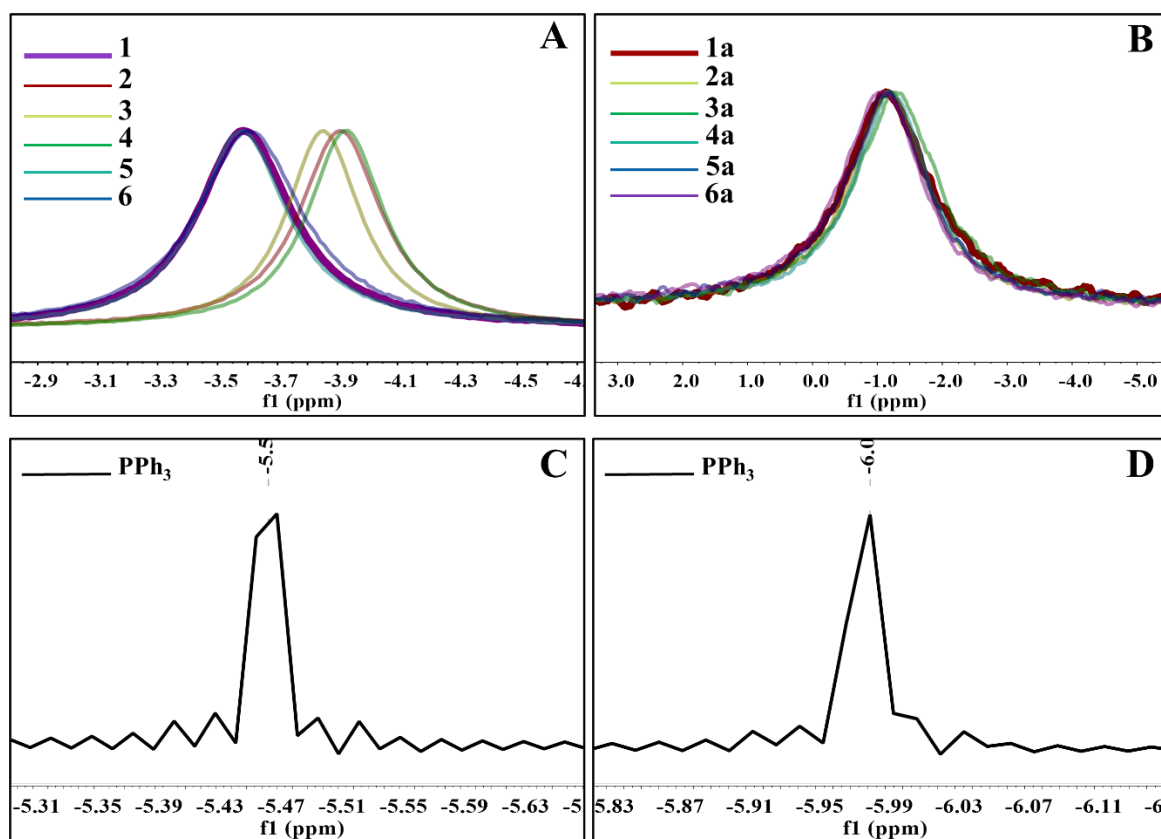 A
1
2
3
4
5
6
-2.9 -3.1 -3.3 -3.5 -3.7 -3.9 -4.1 -4.3 -4.5 -4.
f1 (ppm)
B
1a
2a
3a
4a
5a
6a
3.0 2.0 1.0 0.0 -1.0 -2.0 -3.0 -4.0 -5.0
f1 (ppm)
C
PPh3
-5.5
-5.31 -5.35 -5.39 -5.43 -5.47 -5.51 -5.55 -5.59 -5.63 -5
f1 (ppm)
D
PPh3
-6.0
5.83 -5.87 -5.91 -5.95 -5.99 -6.03 -6.07 -6.11 -6
f1 (ppm)